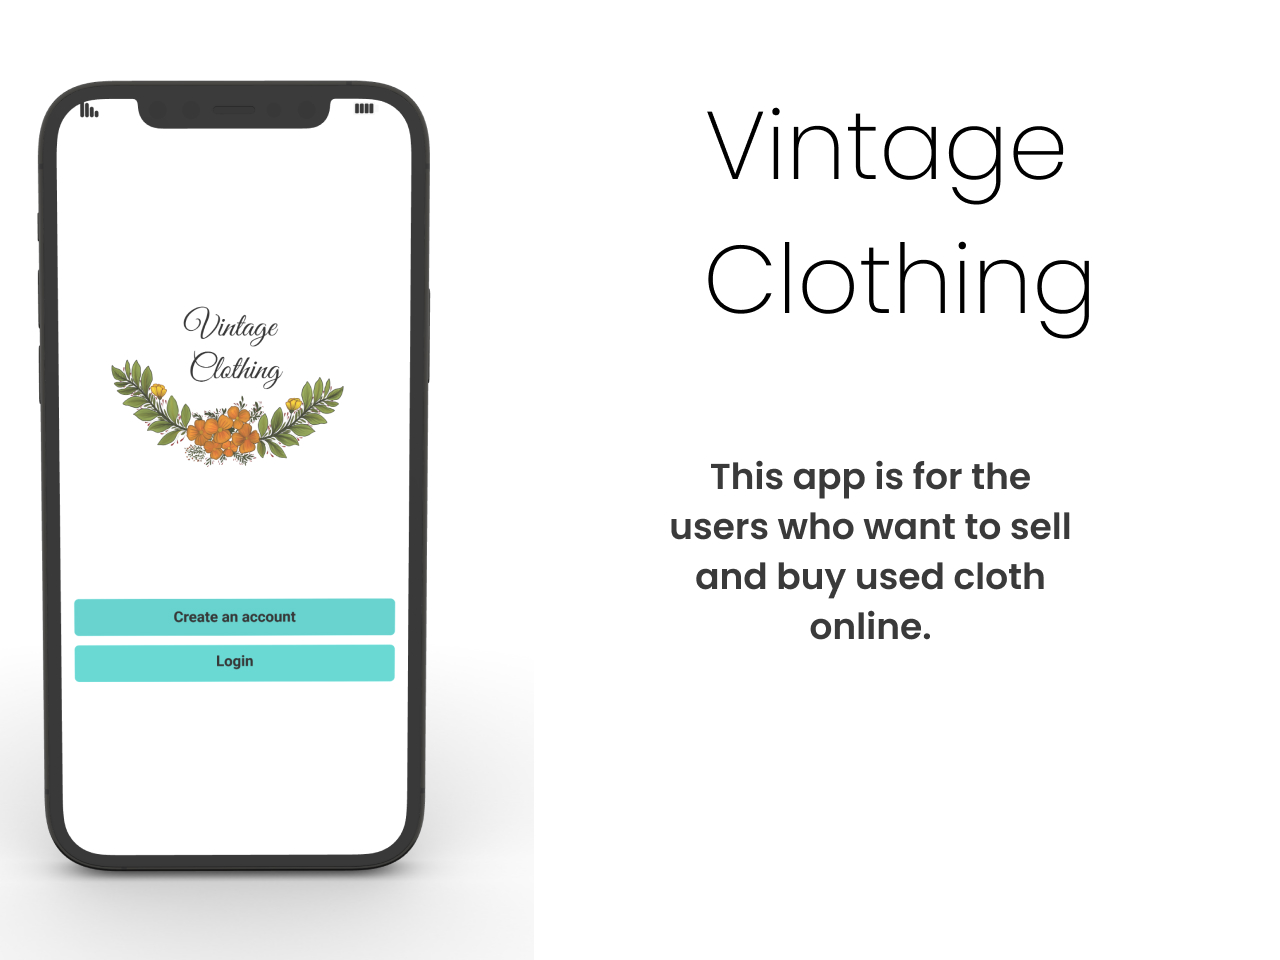 Vintage
Clothing
Create an account
Login
Vintage
Clothing
This app is for the
users who want to sell
and buy used cloth
online.